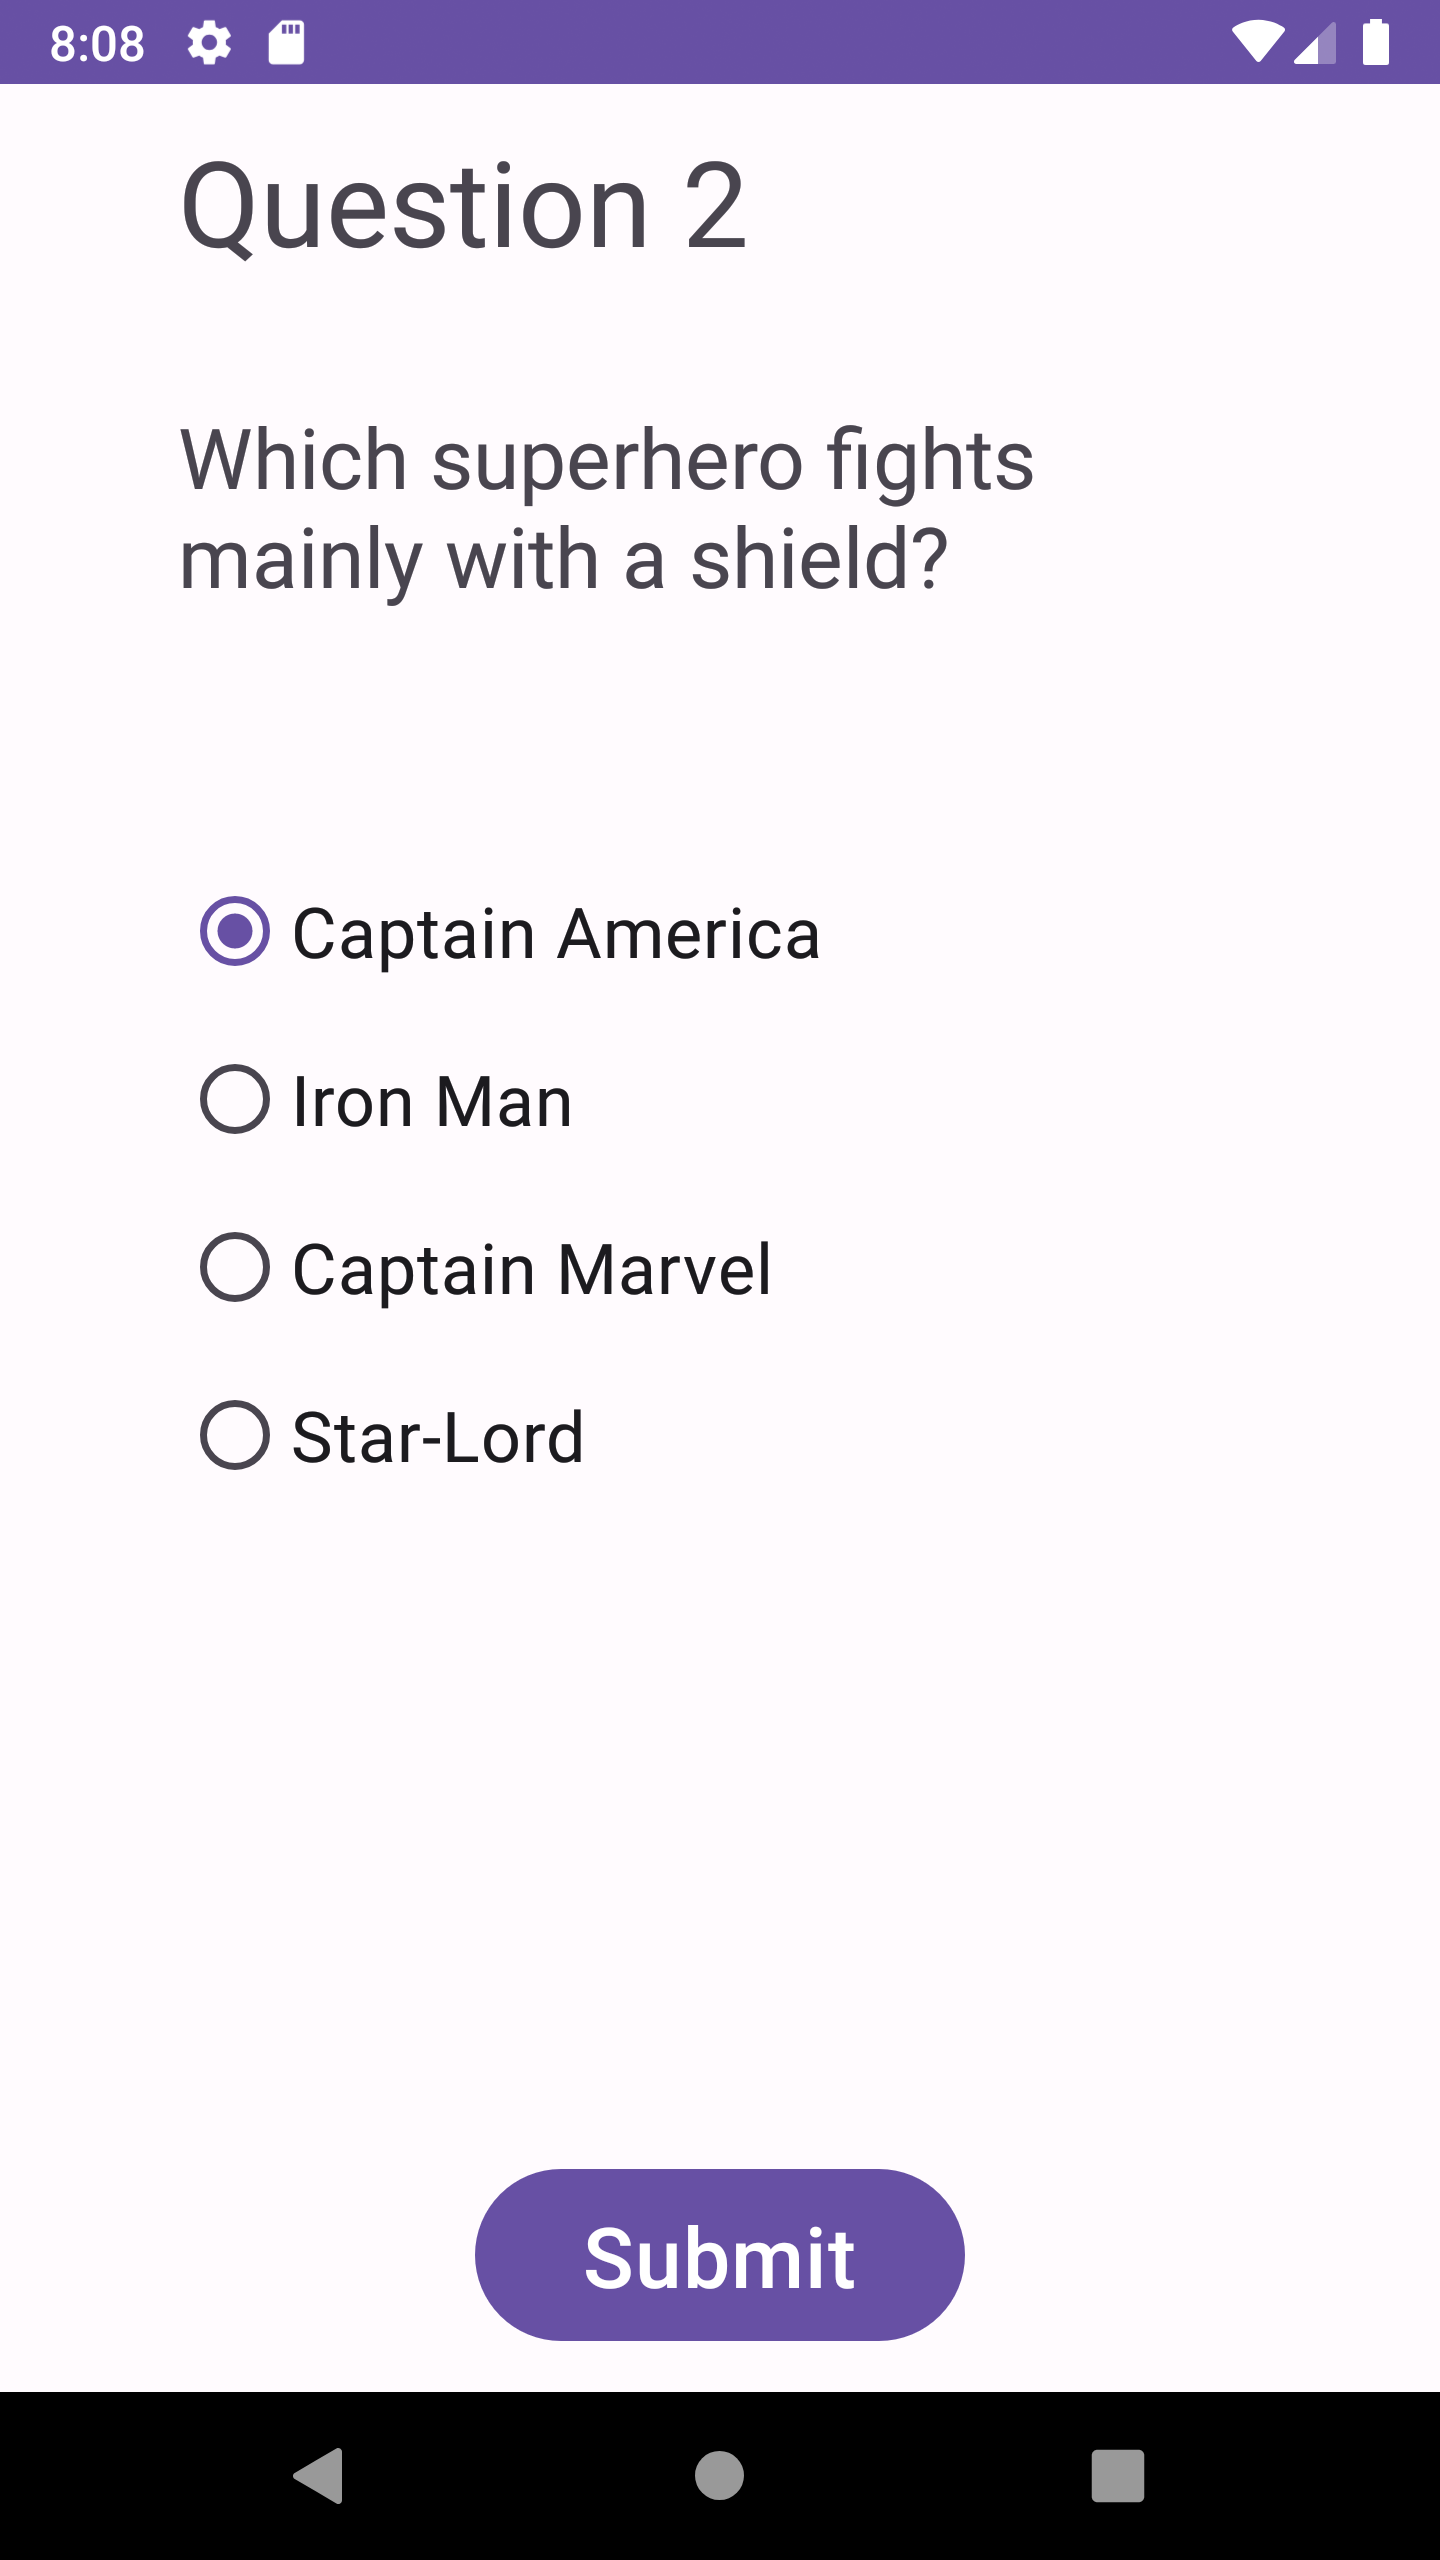 8:08
Question 2
Which superhero fights
mainly with a shield?
Captain America
Iron Man
Captain Marvel
Star-Lord
Submit